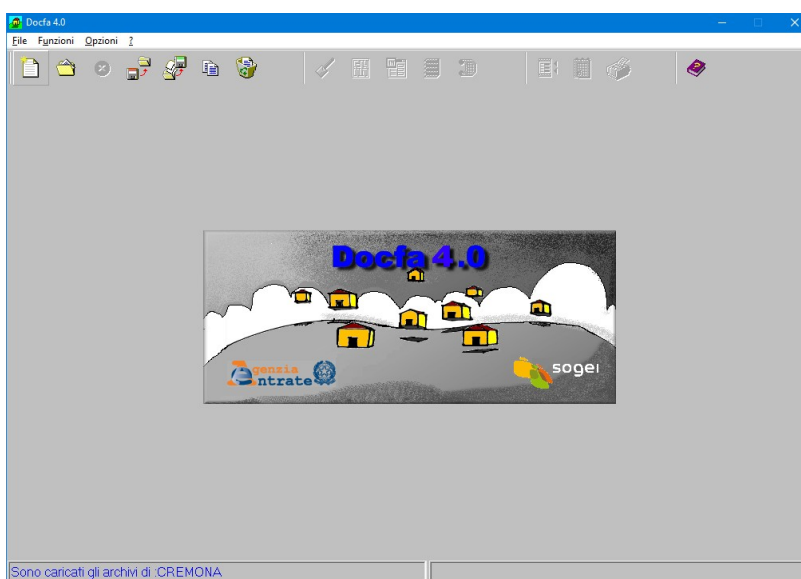 Docfa 4.0
File Funzioni Opzioni ?
Docfa 4.0
Agenzia
Entrate
sogei
Sono caricati gli archivi di :CREMONA